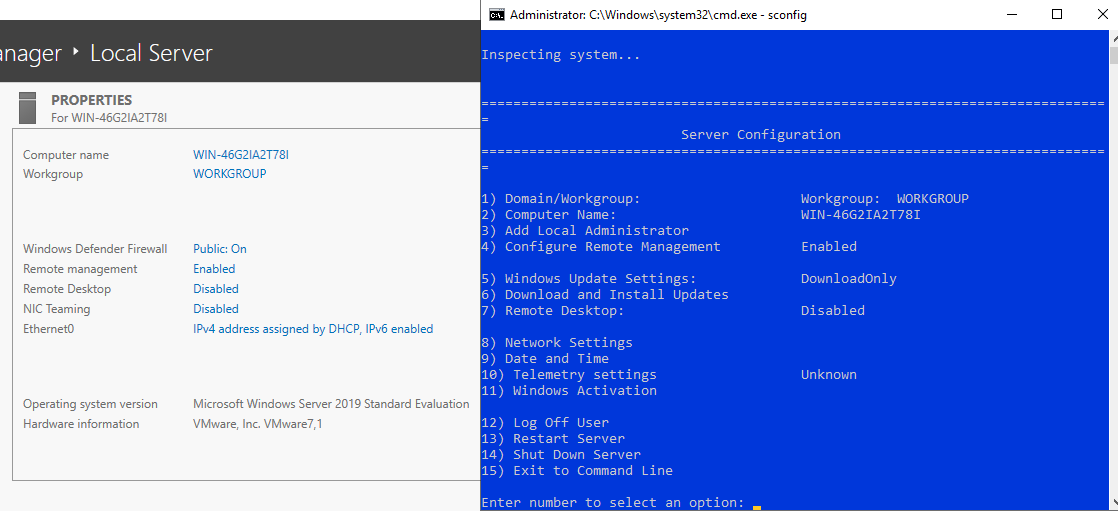 anager ‣ Local Server
PROPERTIES
For WIN-46G2IA2T78I
Computer name WIN-46G2IA2T78I
Workgroup WORKGROUP
Windows Defender Firewall Public: On
Remote management Enabled
Remote Desktop Disabled
NIC Teaming Disabled
Ethernet0 IPv4 address assigned by DHCP, IPv6 enabled
Operating system version Microsoft Windows Server 2019 Standard Evaluation
Hardware information VMware, Inc. VMware7,1
Administrator: C:\Windows\system32\cmd.exe - sconfig
Inspecting system...
==============================================================================
=
Server Configuration
==============================================================================
=
1) Domain/Workgroup: Workgroup: WORKGROUP
2) Computer Name: WIN-46G2IA2T78I
3) Add Local Administrator
4) Configure Remote Management Enabled
5) Windows Update Settings: DownloadOnly
6) Download and Install Updates
7) Remote Desktop: Disabled
8) Network Settings
9) Date and Time
10) Telemetry settings Unknown
11) Windows Activation
12) Log Off User
13) Restart Server
14) Shut Down Server
15) Exit to Command Line
Enter number to select an option: